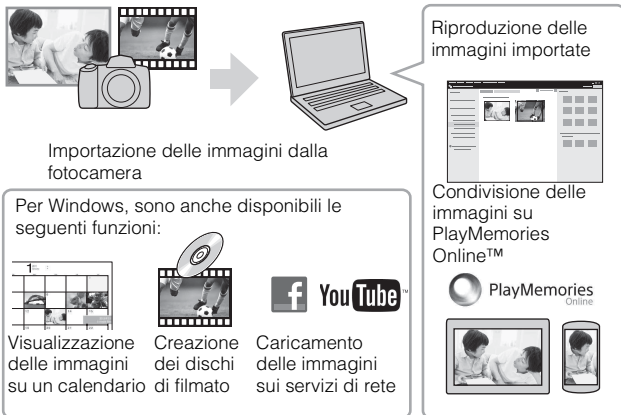 Importazione delle immagini dalla
fotocamera
Per Windows, sono anche disponibili le
seguenti funzioni:
1
f You Tube ™
Visualizzazione
delle immagini
su un calendario
Creazione
dei dischi
di filmato
Caricamento
delle immagini
sui servizi di rete
Riproduzione delle
immagini importate
Condivisione delle
immagini su
PlayMemories
Online™
PlayMemories
Online